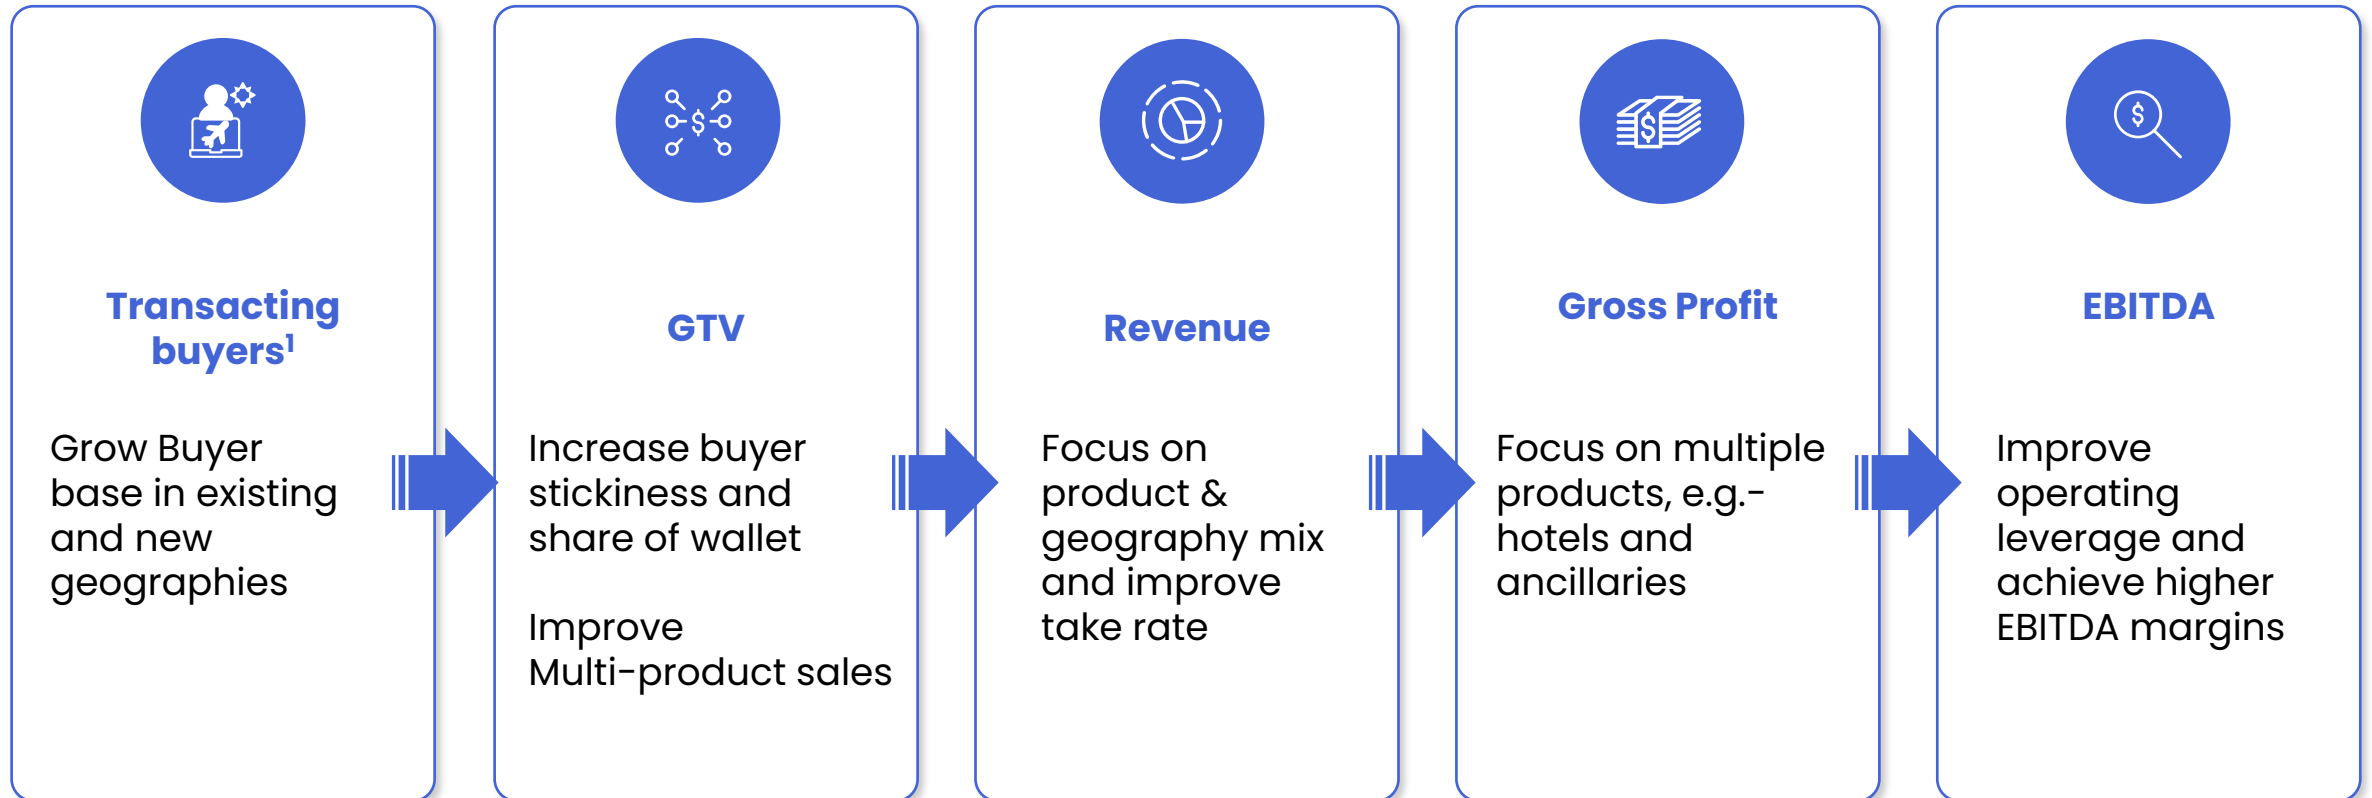 Transacting
buyers¹
Grow Buyer
base in existing
and new
geographies
GTV
Increase buyer
stickiness and
share of wallet
Improve
Multi-product sales
Revenue
Focus on
product &
geography mix
and improve
take rate
Gross Profit
Focus on multiple
products, e.g.-
hotels and
ancillaries
EBITDA
Improve
operating
leverage and
achieve higher
EBITDA margins